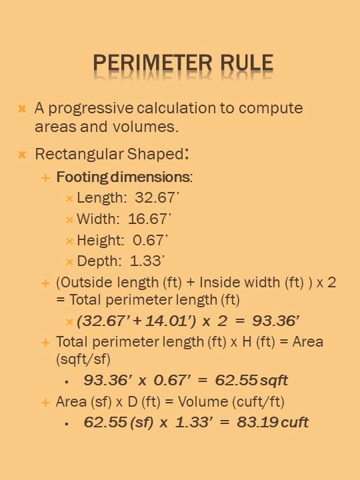 PERIMETER RULE
A progressive calculation to compute
areas and volumes.
Rectangular Shaped:
Footing dimensions:
Length: 32.67'
Width: 16.67'
Height: 0.67'
Depth: 1.33'
(Outside length (ft) + Inside width (ft) ) x 2
= Total perimeter length (ft)
(32.67' + 14.01') x 2 = 93.36'
Total perimeter length (ft) x H (ft) = Area
(sqft/sf)
93.36' x 0.67' = 62.55 sqft
Area (sf) x D (ft) = Volume (cuft/ft)
62.55 (sf) x 1.33' = 83.19 cuft